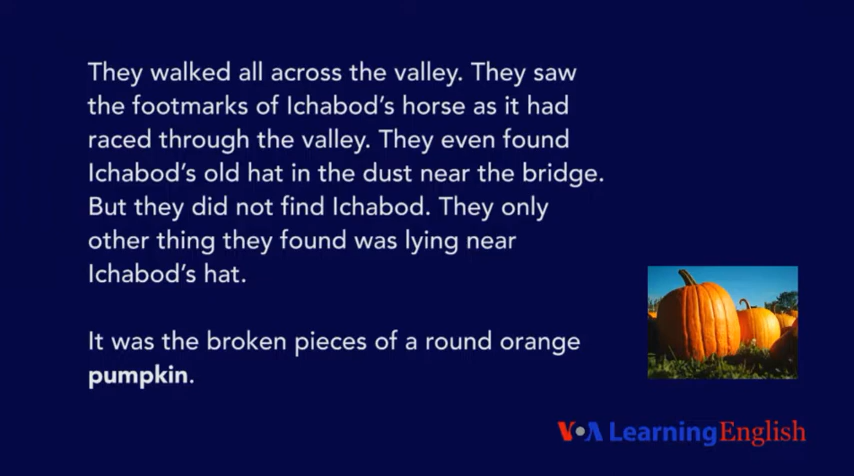 They walked all across the valley. They saw
the footmarks of Ichabod's horse as it had
raced through the valley. They even found
Ichabod's old hat in the dust near the bridge.
But they did not find Ichabod. They only
other thing they found was lying near
Ichabod's hat.
It was the broken pieces of a round orange
pumpkin.
VOA LearningEnglish